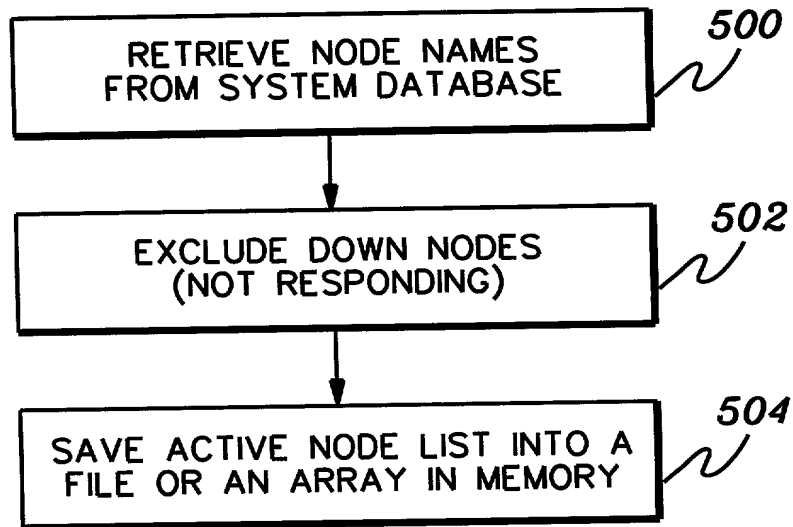 RETRIEVE NODE NAMES
FROM SYSTEM DATABASE
500
EXCLUDE DOWN NODES
(NOT RESPONDING)
502
SAVE ACTIVE NODE LIST INTO A
FILE OR AN ARRAY IN MEMORY
504